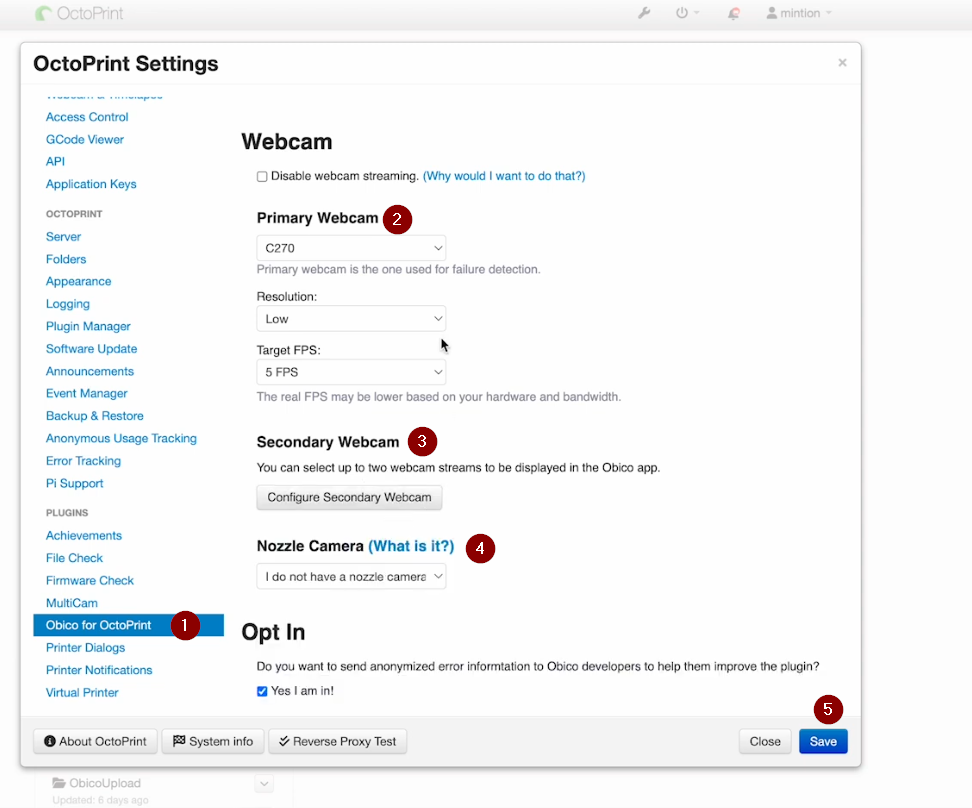 OctoPrint
mintion
OctoPrint Settings
×
Webcam & Timelapse
Access Control
GCode Viewer
API
Application Keys
OCTOPRINT
Server
Folders
Appearance
Logging
Plugin Manager
Software Update
Announcements
Event Manager
Backup & Restore
Anonymous Usage Tracking
Error Tracking
Pi Support
PLUGINS
Achievements
File Check
Firmware Check
MultiCam
Obico for OctoPrint 1
Printer Dialogs
Printer Notifications
Virtual Printer
Webcam
Disable webcam streaming. (Why would I want to do that?)
Primary Webcam 2
C270
Primary webcam is the one used for failure detection.
Resolution:
Low
Target FPS:
5 FPS
The real FPS may be lower based on your hardware and bandwidth.
Secondary Webcam 3
You can select up to two webcam streams to be displayed in the Obico app.
Configure Secondary Webcam
Nozzle Camera (What is it?) 4
I do not have a nozzle camera
Opt In
Do you want to send anonymized error informtation to Obico developers to help them improve the plugin?
Yes I am in!
5
About OctoPrint System info Reverse Proxy Test Close Save
ObicoUpload
Updated: 6 days ago